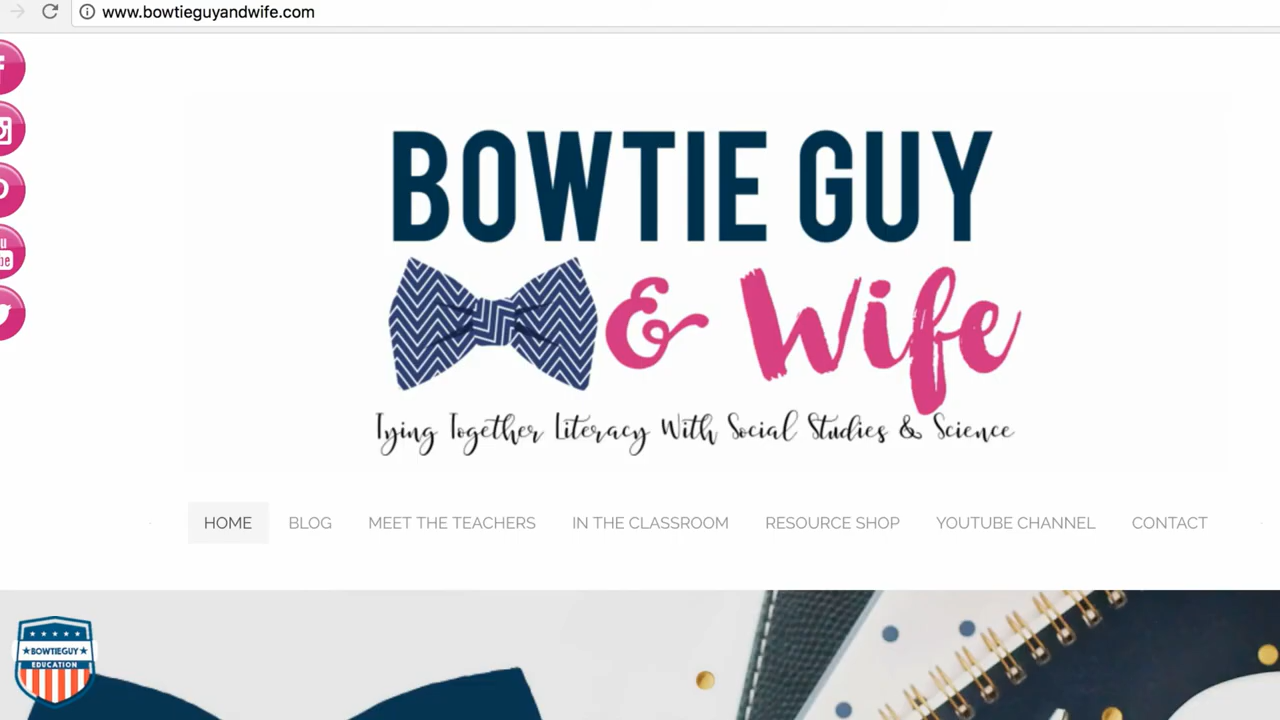 www.bowtieguyandwife.com
BOWTIE GUY
& Wife
Tying Together Literacy With Social Studies & Science
HOME BLOG MEET THE TEACHERS IN THE CLASSROOM RESOURCE SHOP YOUTUBE CHANNEL CONTACT
BOWTIEGUY
EDUCATION